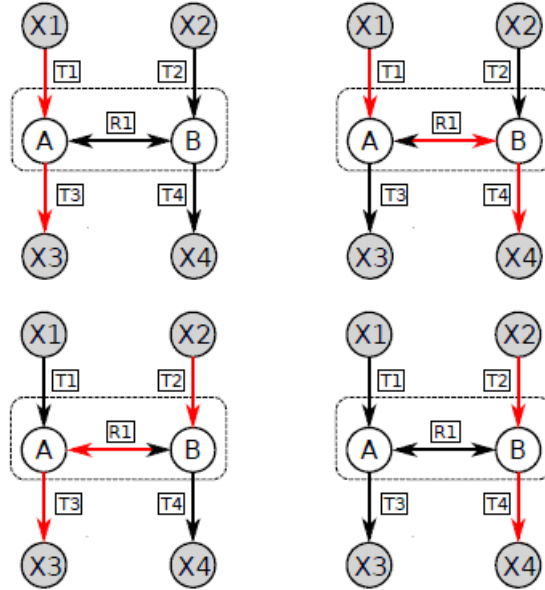 X1 X2 X1 X2
T1 T2 T1 T2
R1 R1
A B A B
T3 T4 T3 T4
X3 X4 X3 X4
X1 X2 X1 X2
T1 T2 T1 T2
R1 R1
A B A B
T3 T4 T3 T4
X3 X4 X3 X4